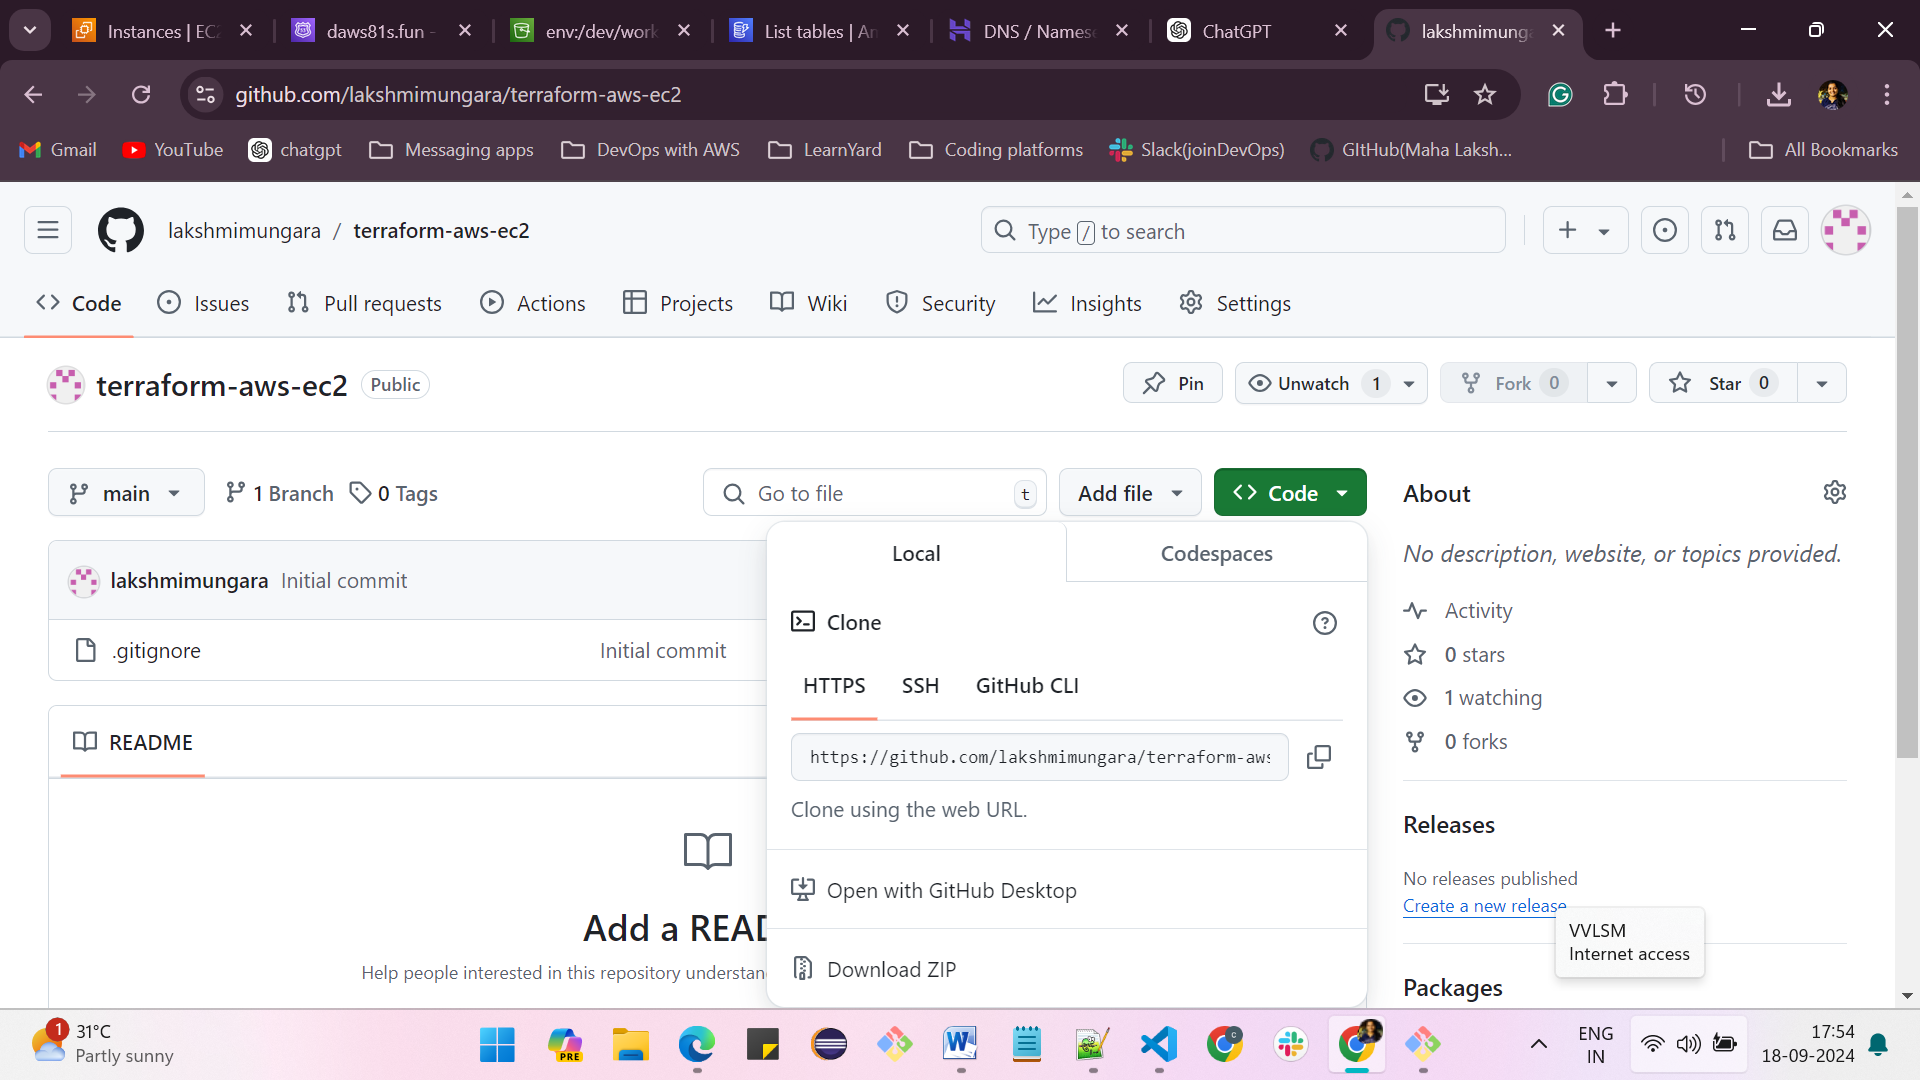 Instances | EC
daws81s.fun -
env:/dev/work
List tables | Am
DNS / Namese
ChatGPT
lakshmimunga
github.com/lakshmimungara/terraform-aws-ec2
Gmail
YouTube
chatgpt
Messaging apps
DevOps with AWS
LearnYard
Coding platforms
Slack(joinDevOps)
GItHub(Maha Laksh...
All Bookmarks
lakshmimungara / terraform-aws-ec2
Type / to search
Code
Issues
Pull requests
Actions
Projects
Wiki
Security
Insights
Settings
terraform-aws-ec2 Public
Pin
Unwatch 1
Fork 0
Star 0
main
1 Branch
0 Tags
Go to file t
Add file
Code
About
No description, website, or topics provided.
Local
Codespaces
lakshmimungara Initial commit
Clone
Activity
.gitignore Initial commit
0 stars
HTTPS
SSH
GitHub CLI
1 watching
README
0 forks
https://github.com/lakshmimungara/terraform-aws
Clone using the web URL.
Releases
No releases published
Create a new release
Open with GitHub Desktop
Add a READ
VVLSM
Internet access
Help people interested in this repository understan
Download ZIP
Packages
1
31°C
Partly sunny
PRE
C
ENG
IN
17:54
18-09-2024